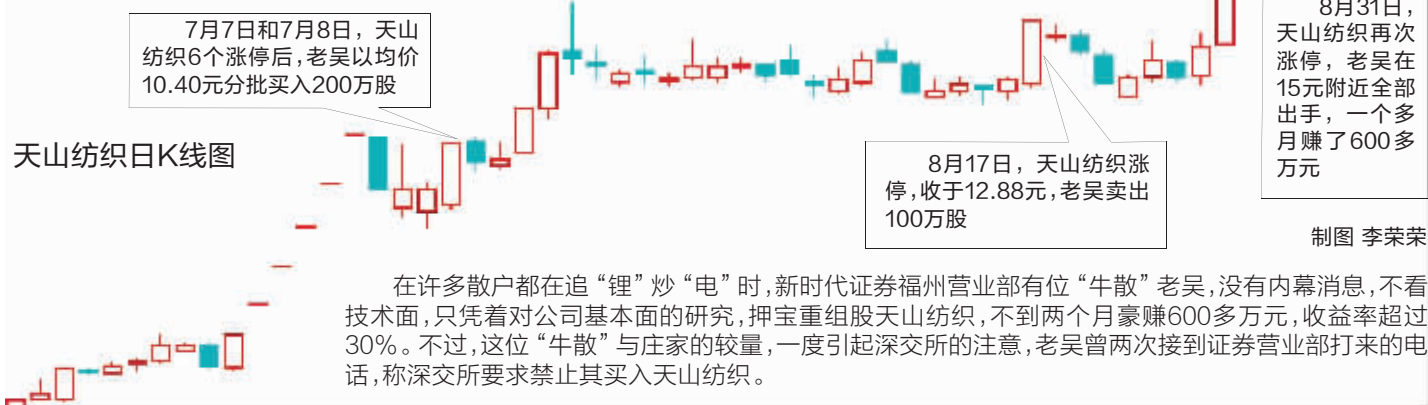 7月7日和7月8日，天山
纺织6个涨停后，老吴以均价
10.40元分批买入200万股
天山纺织日K线图
8月17日，天山纺织涨
停，收于12.88元，老吴卖出
100万股
8月31日，
天山纺织再次
涨停，老吴在
15元附近全部
出手，一个多
月赚了600多
万元
制图 李荣荣
在许多散户都在追“锂”炒“电”时，新时代证券福州营业部有位“牛散”老吴，没有内幕消息，不看
技术面，只凭着对公司基本面的研究，押宝重组股天山纺织，不到两个月豪赚600多万元，收益率超过
30%。不过，这位“牛散”与庄家的较量，一度引起深交所的注意，老吴曾两次接到证券营业部打来的电
话，称深交所要求禁止其买入天山纺织。